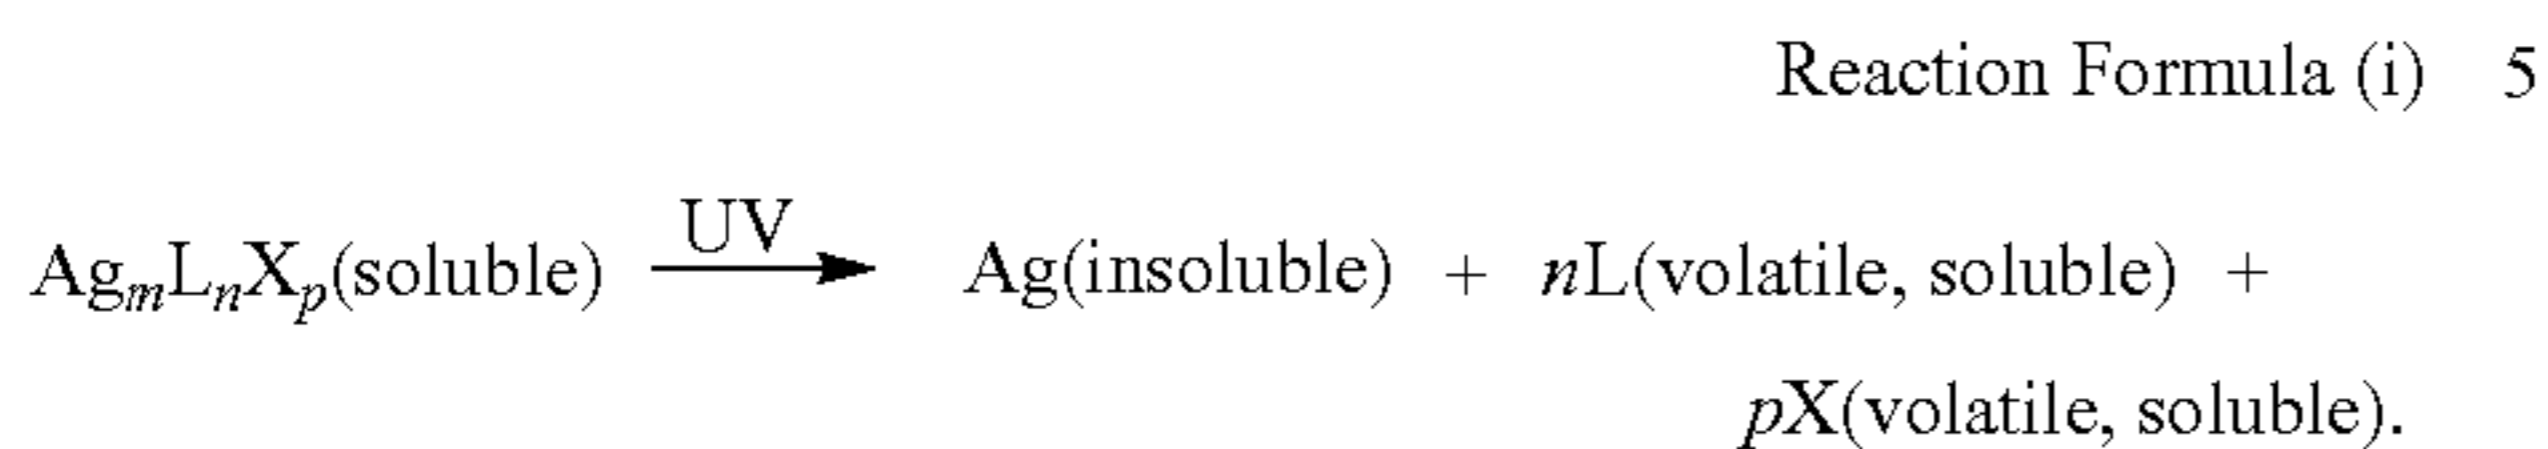 Reaction Formula (i) 5
UV
AgmLnXp(soluble) → Ag(insoluble) + nL(volatile, soluble) +
pX(volatile, soluble).